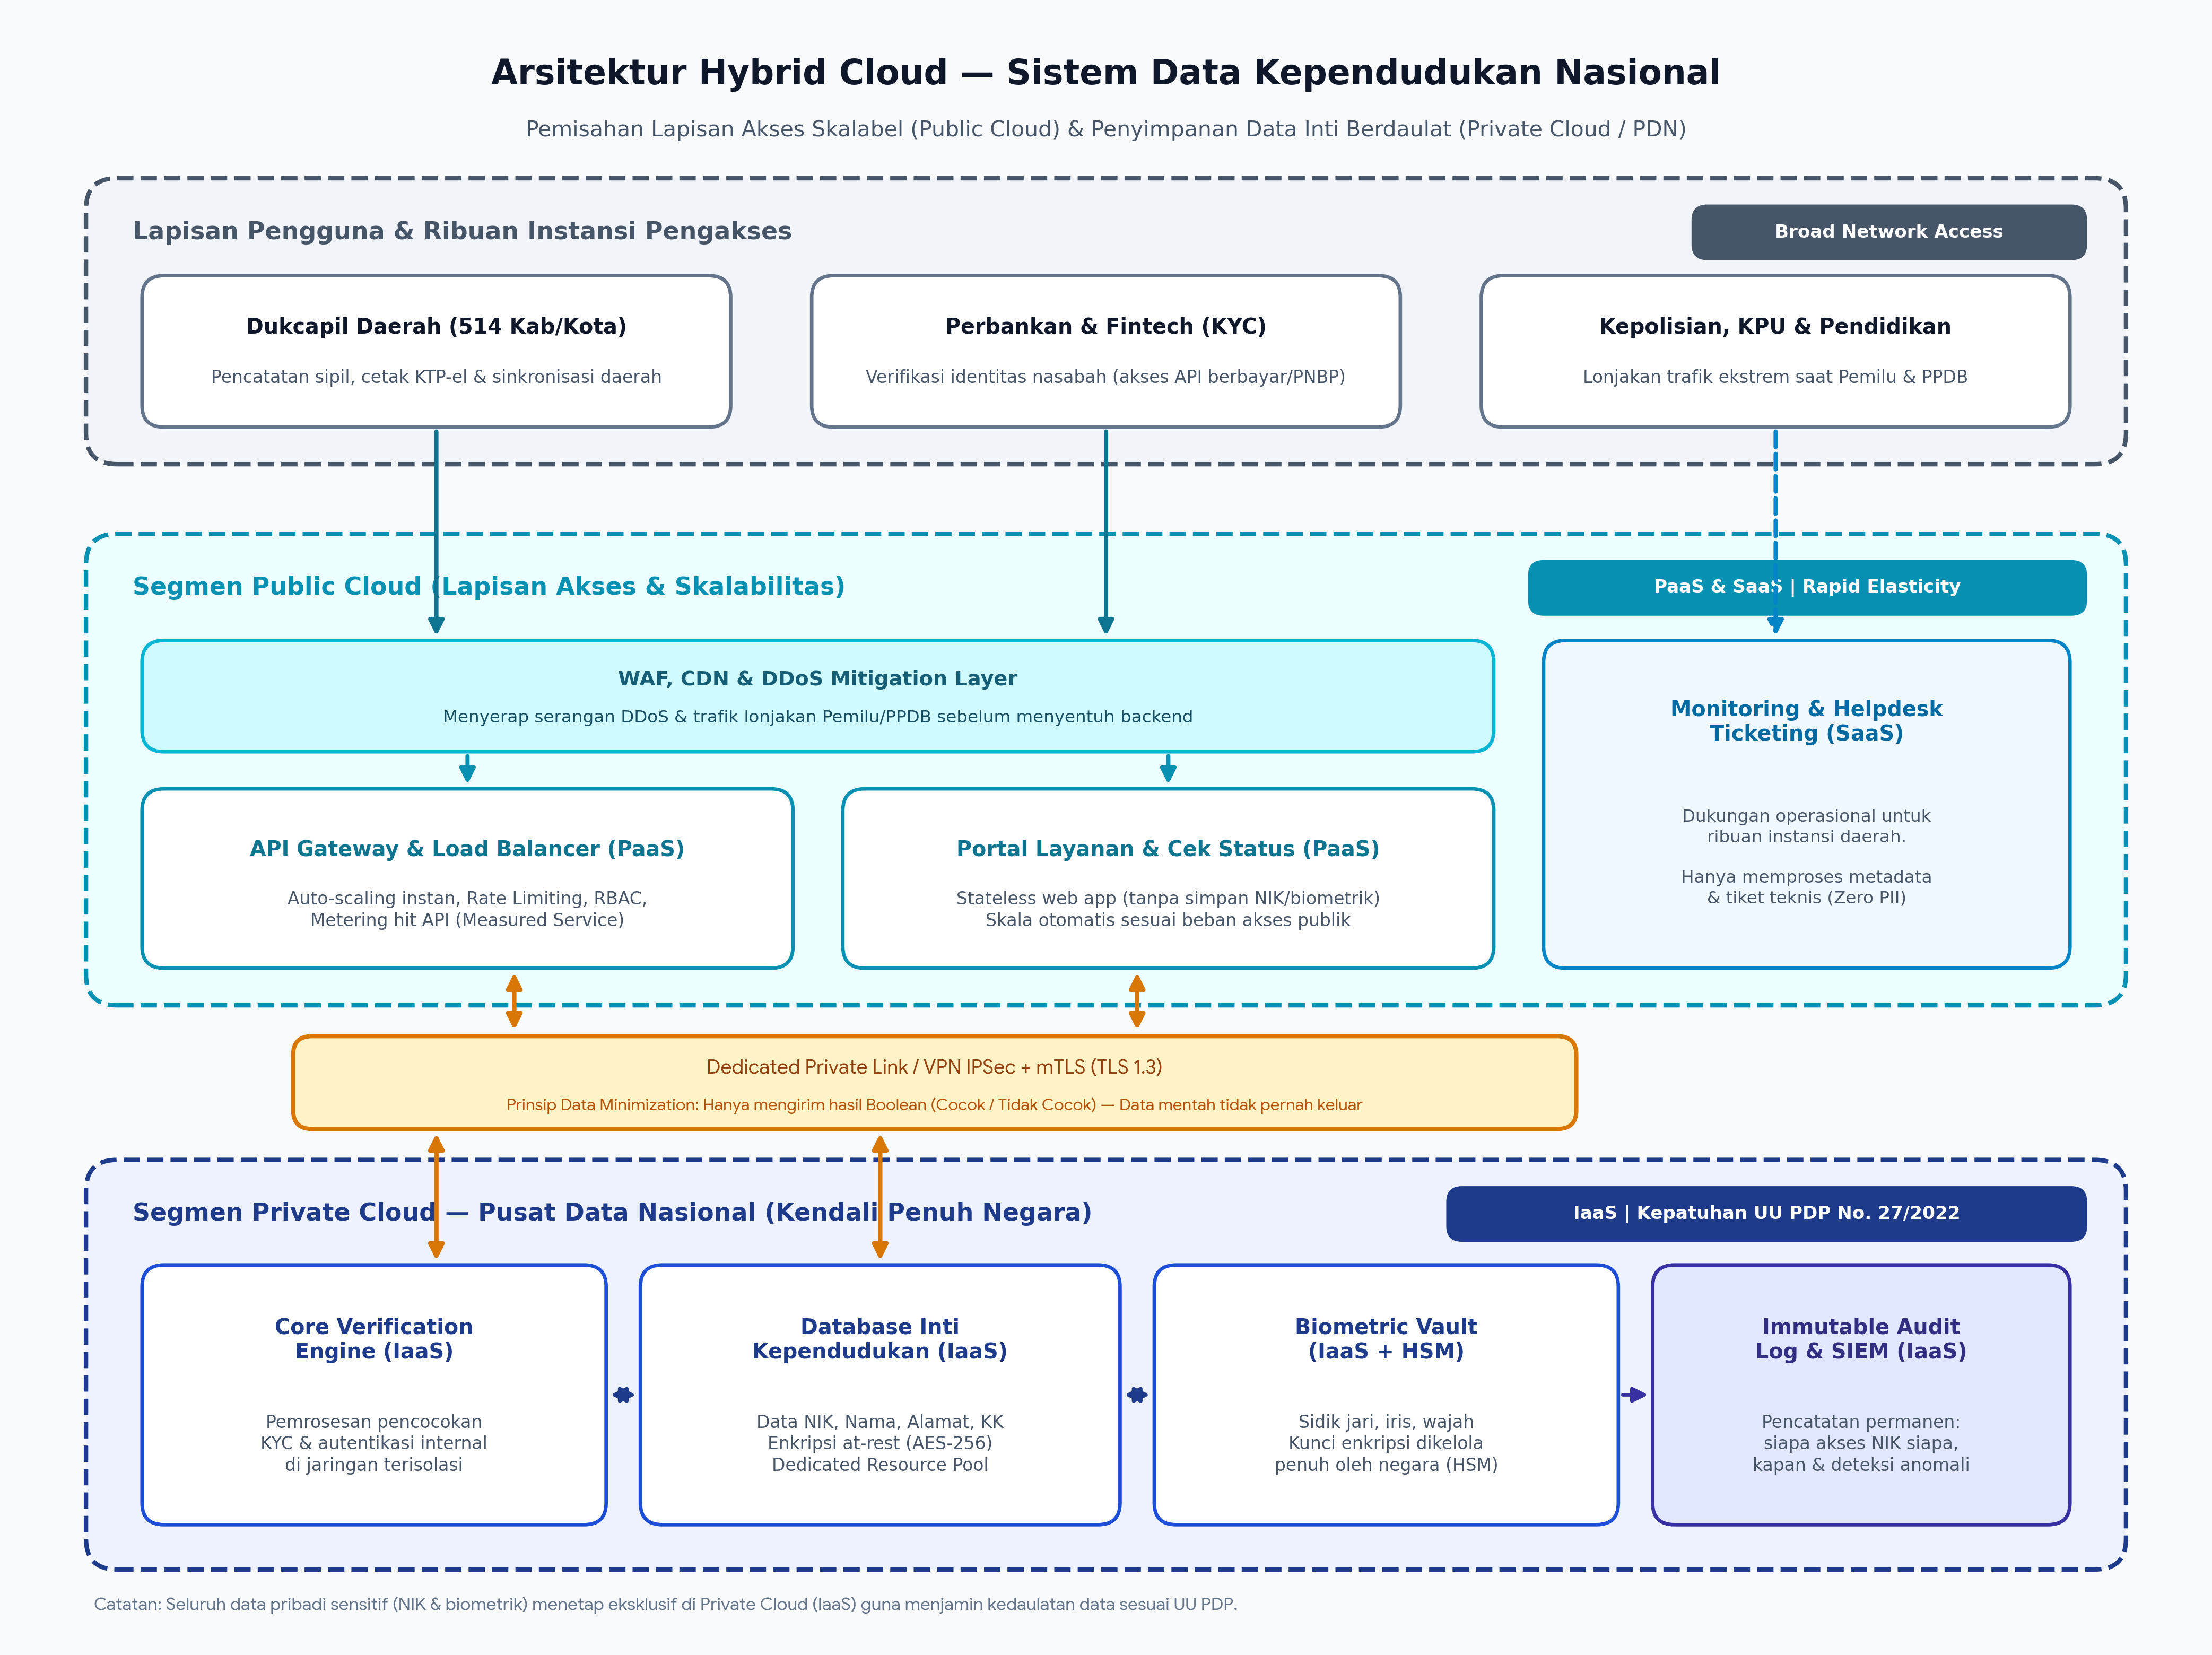 Arsitektur Hybrid Cloud — Sistem Data Kependudukan Nasional
Pemisahan Lapisan Akses Skalabel (Public Cloud) & Penyimpanan Data Inti Berdaulat (Private Cloud / PDN)
Lapisan Pengguna & Ribuan Instansi Pengakses
Broad Network Access
Dukcapil Daerah (514 Kab/Kota)
Pencatatan sipil, cetak KTP-el & sinkronisasi daerah
Perbankan & Fintech (KYC)
Verifikasi identitas nasabah (akses API berbayar/PNBP)
Kepolisian, KPU & Pendidikan
Lonjakan trafik ekstrem saat Pemilu & PPDB
Segmen Public Cloud (Lapisan Akses & Skalabilitas)
PaaS & SaaS | Rapid Elasticity
WAF, CDN & DDoS Mitigation Layer
Menyerap serangan DDoS & trafik lonjakan Pemilu/PPDB sebelum menyentuh backend
API Gateway & Load Balancer (PaaS)
Auto-scaling instan, Rate Limiting, RBAC,
Metering hit API (Measured Service)
Portal Layanan & Cek Status (PaaS)
Stateless web app (tanpa simpan NIK/biometrik)
Skala otomatis sesuai beban akses publik
Monitoring & Helpdesk
Ticketing (SaaS)
Dukungan operasional untuk
ribuan instansi daerah.
Hanya memproses metadata
& tiket teknis (Zero PII)
Dedicated Private Link / VPN IPSec + mTLS (TLS 1.3)
Prinsip Data Minimization: Hanya mengirim hasil Boolean (Cocok / Tidak Cocok) — Data mentah tidak pernah keluar
Segmen Private Cloud — Pusat Data Nasional (Kendali Penuh Negara)
IaaS | Kepatuhan UU PDP No. 27/2022
Core Verification
Engine (IaaS)
Pemrosesan pencocokan
KYC & autentikasi internal
di jaringan terisolasi
Database Inti
Kependudukan (IaaS)
Data NIK, Nama, Alamat, KK
Enkripsi at-rest (AES-256)
Dedicated Resource Pool
Biometric Vault
(IaaS + HSM)
Sidik jari, iris, wajah
Kunci enkripsi dikelola
penuh oleh negara (HSM)
Immutable Audit
Log & SIEM (IaaS)
Pencatatan permanen:
siapa akses NIK siapa,
kapan & deteksi anomali
Catatan: Seluruh data pribadi sensitif (NIK & biometrik) menetap eksklusif di Private Cloud (IaaS) guna menjamin kedaulatan data sesuai UU PDP.